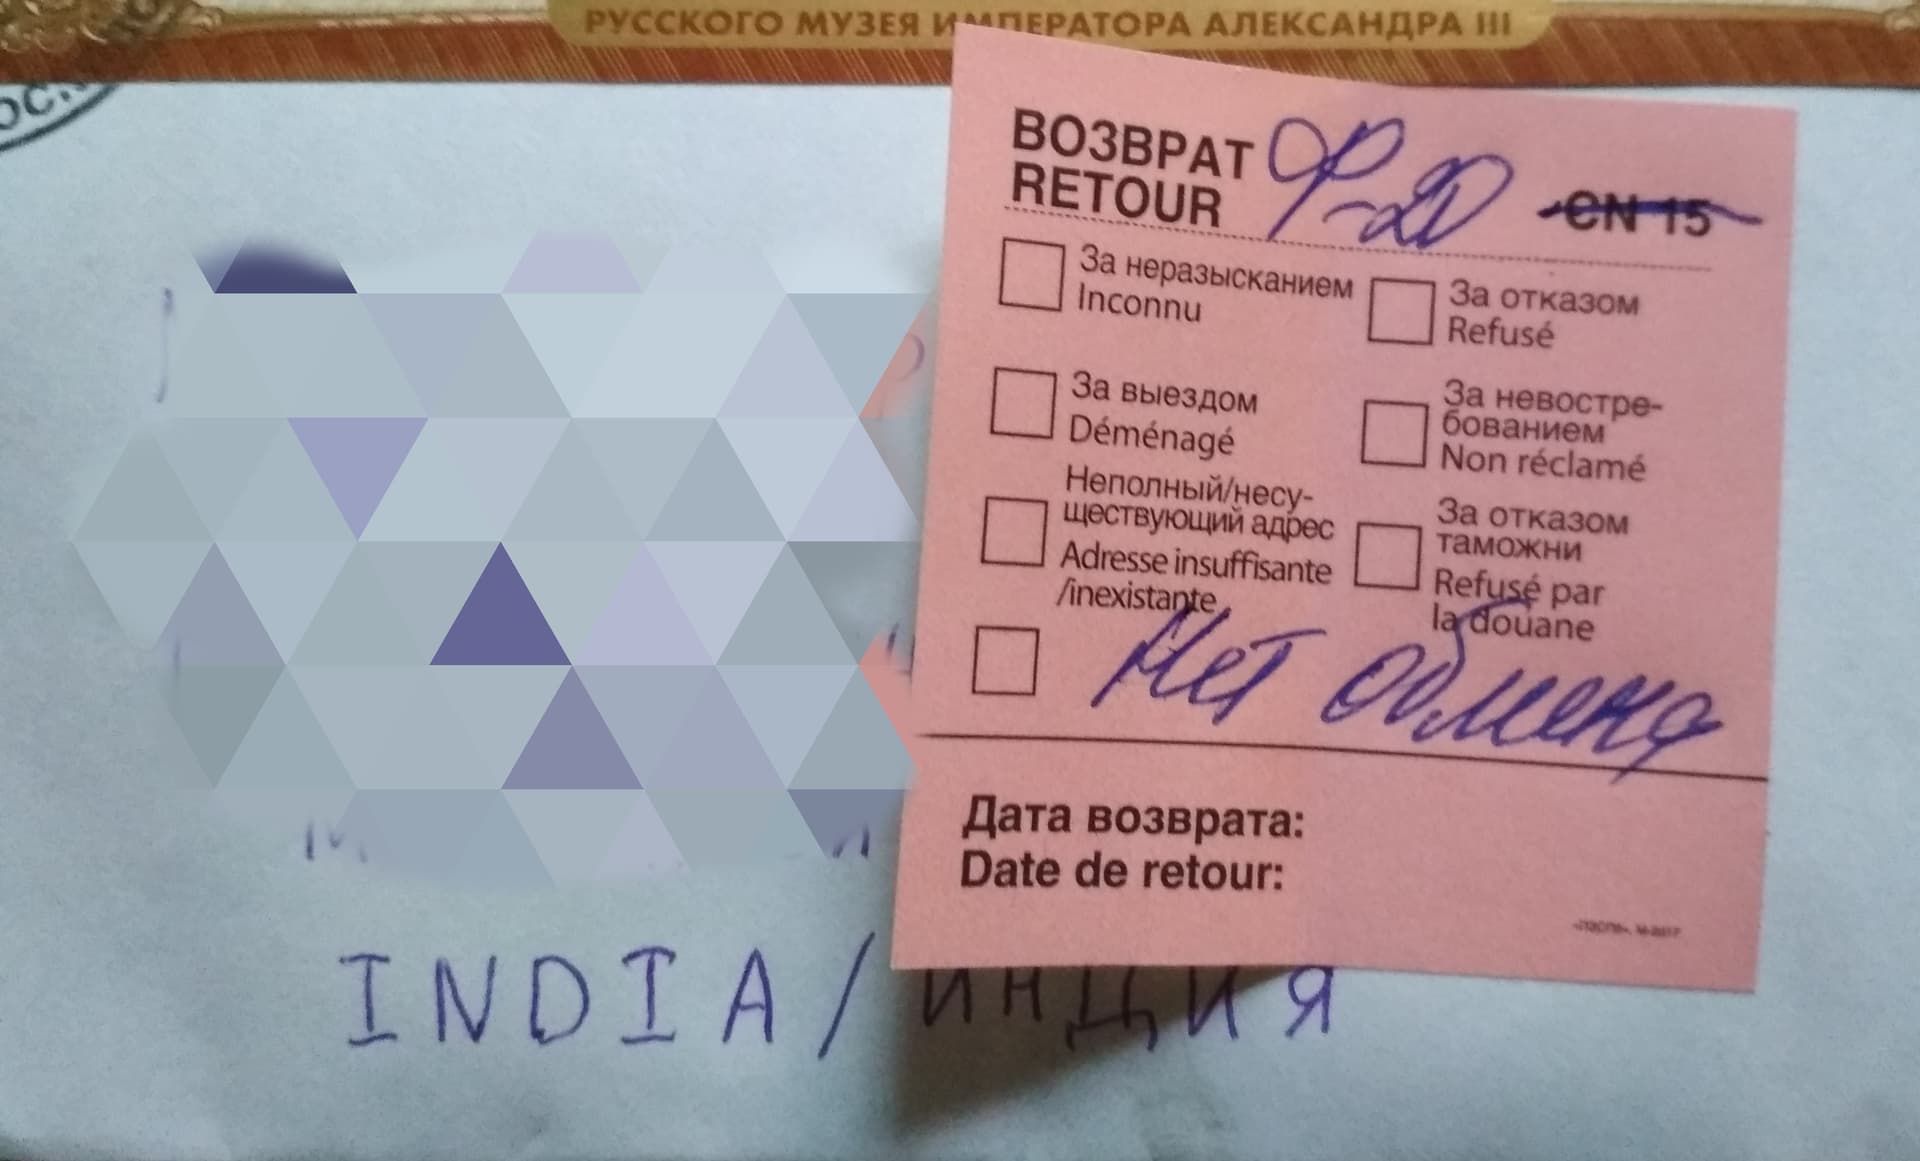 РУССКОГО МУЗЕЯ ИМПЕРАТОРА АЛЕКСАНДРА III
ВОЗВРАТ Ф-20 CN 15
RETOUR
За неразысканием
Inconnu
За отказом
Refusé
За выездом
Déménagé
За невостре-
бованием
Non réclamé
Неполный/несу-
ществующий адрес
Adresse insuffisante
/inexistante
За отказом
таможни
Refusé par
la douane
Нет обмена
Дата возврата:
Date de retour:
INDIA/ИНДИЯ